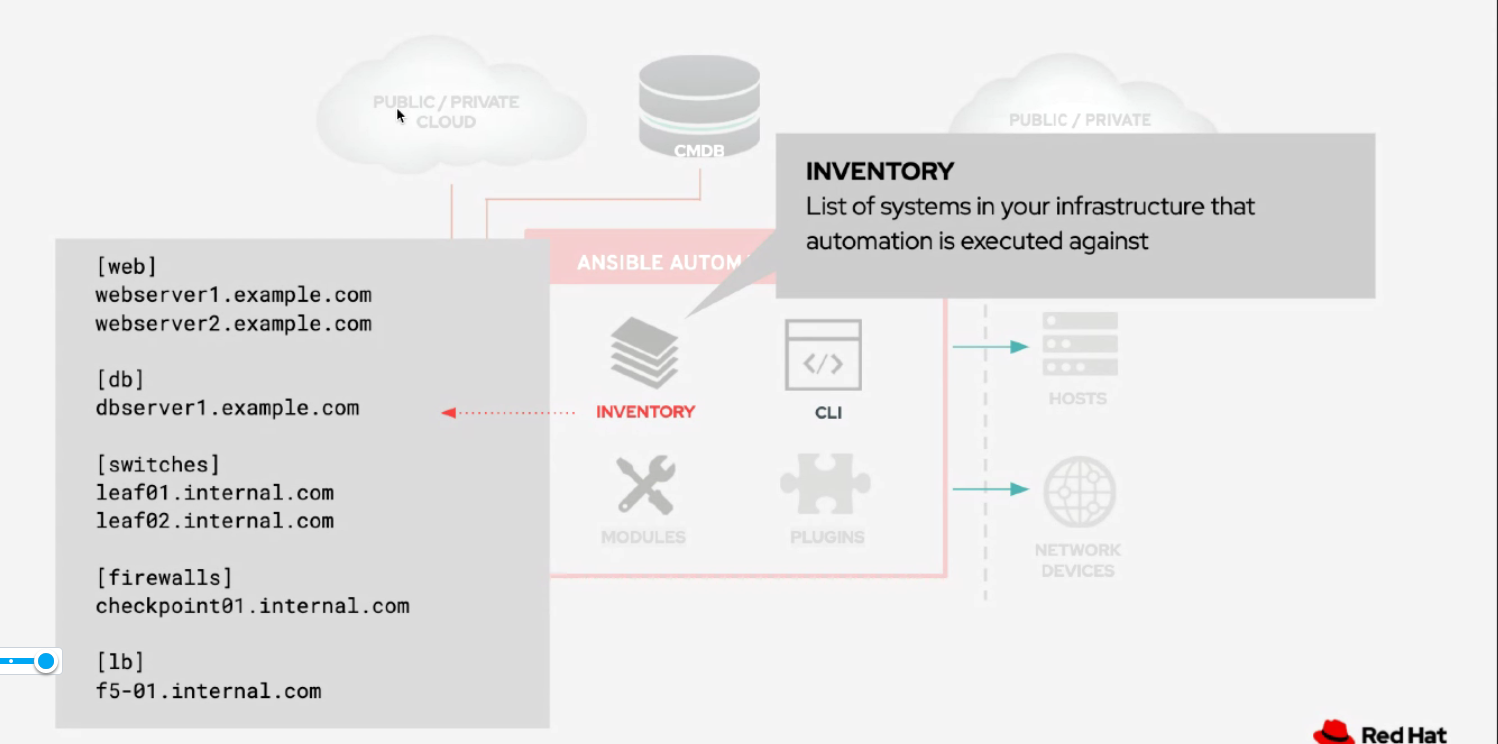 PUBLIC / PRIVATE
CLOUD
CMDB
PUBLIC / PRIVATE
INVENTORY
List of systems in your infrastructure that
automation is executed against
ANSIBLE AUTOM
[web]
webserver1.example.com
webserver2.example.com
[db]
dbserver1.example.com
[switches]
leaf01.internal.com
leaf02.internal.com
[firewalls]
checkpoint01.internal.com
[lb]
f5-01.internal.com
INVENTORY
CLI
MODULES
PLUGINS
HOSTS
NETWORK
DEVICES
Red Hat